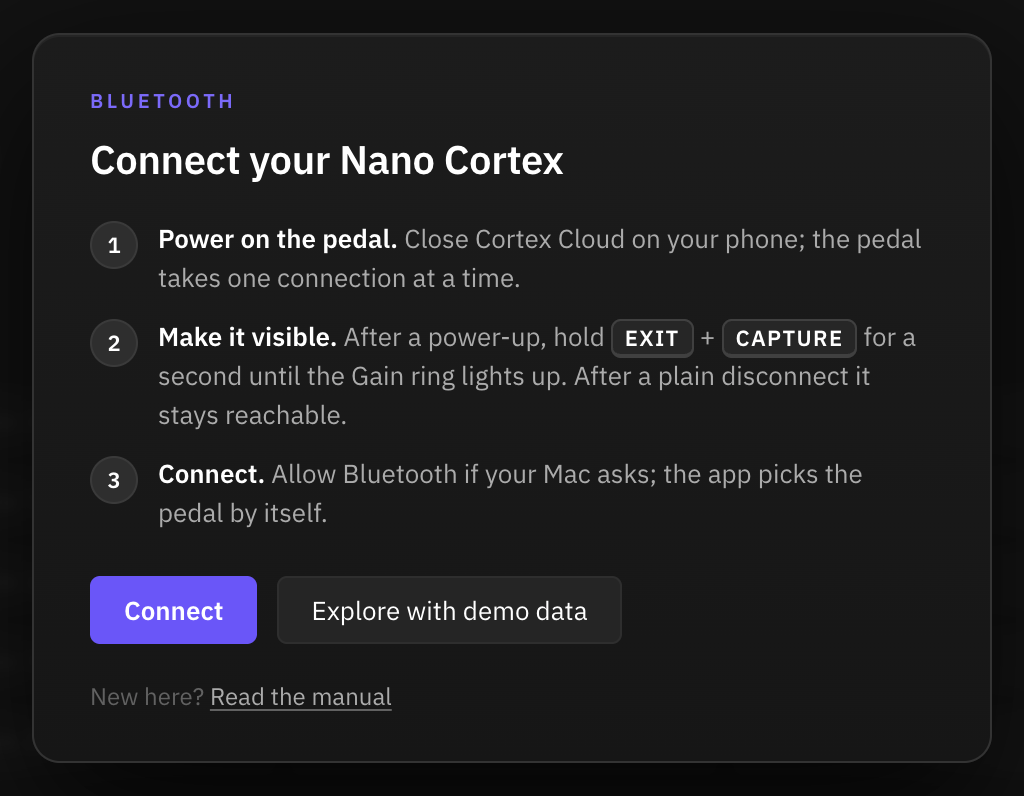 BLUETOOTH
Connect your Nano Cortex
1 Power on the pedal. Close Cortex Cloud on your phone; the pedal
takes one connection at a time.
2 Make it visible. After a power-up, hold EXIT + CAPTURE for a
second until the Gain ring lights up. After a plain disconnect it
stays reachable.
3 Connect. Allow Bluetooth if your Mac asks; the app picks the
pedal by itself.
Connect Explore with demo data
New here? Read the manual